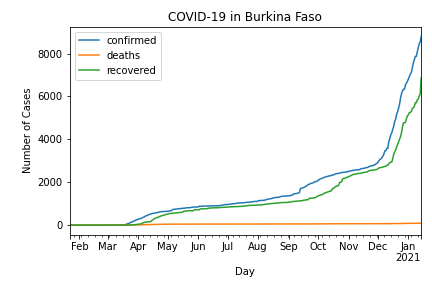 COVID-19 in Burkina Faso
confirmed
deaths
recovered
Number of Cases
8000
6000
4000
2000
0
Feb Mar Apr May Jun Jul Aug Sep Oct Nov Dec Jan
2021
Day